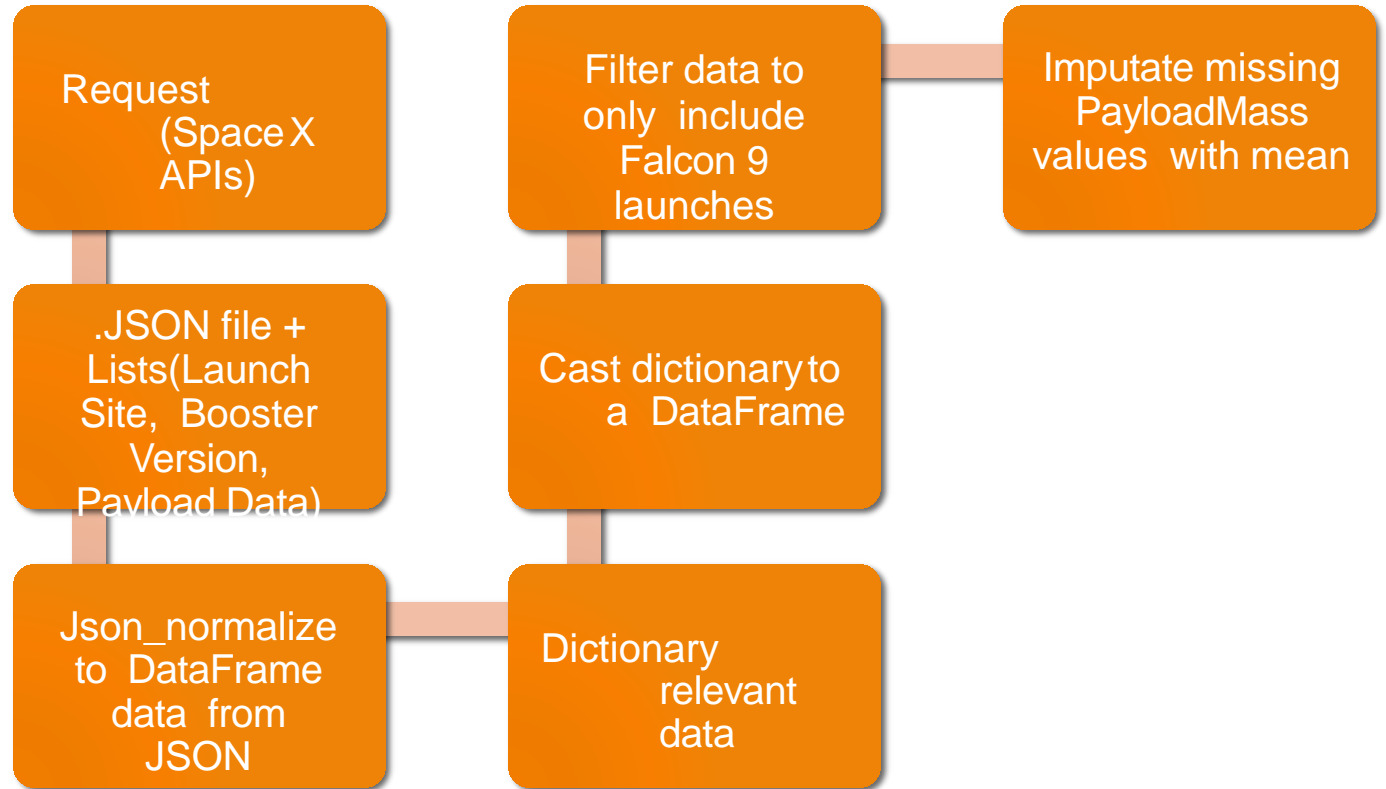 Request
(Space X
APIs)
.JSON file +
Lists(Launch
Site, Booster
Version,
Payload Data)
Json_normalize
to DataFrame
data from
JSON
Dictionary
relevant
data
Cast dictionary to
a DataFrame
Filter data to
only include
Falcon 9
launches
Imputate missing
PayloadMass
values with mean